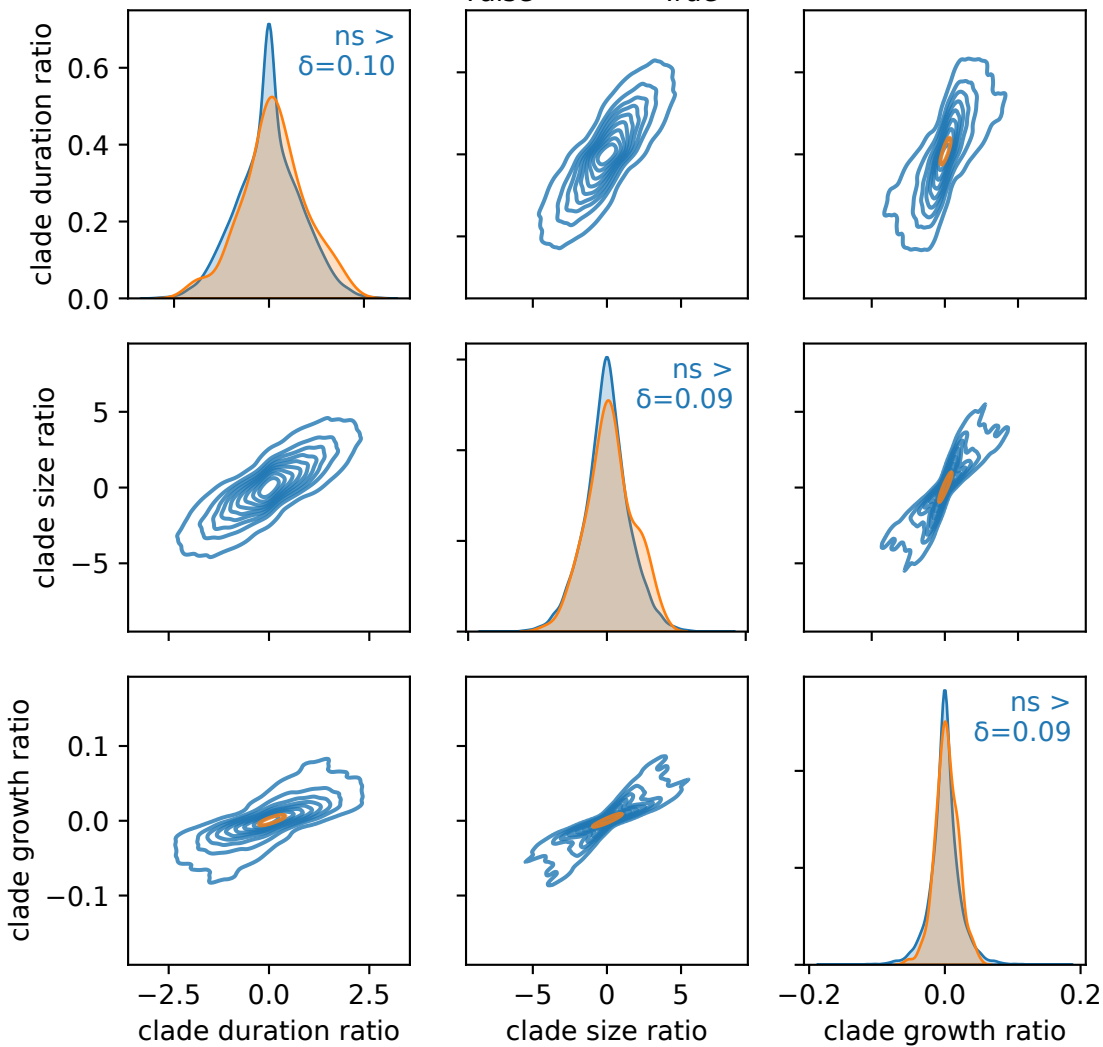 clade duration ratio
0.6
0.4
0.2
0.0
ns >
δ=0.10
−5
0
5
clade size ratio
5
0
−5
ns >
δ=0.09
clade growth ratio
0.1
0.0
−0.1
ns >
δ=0.09
−2.5
0.0
2.5
−5
0
5
−0.2
0.0
0.2
clade duration ratio
clade size ratio
clade growth ratio